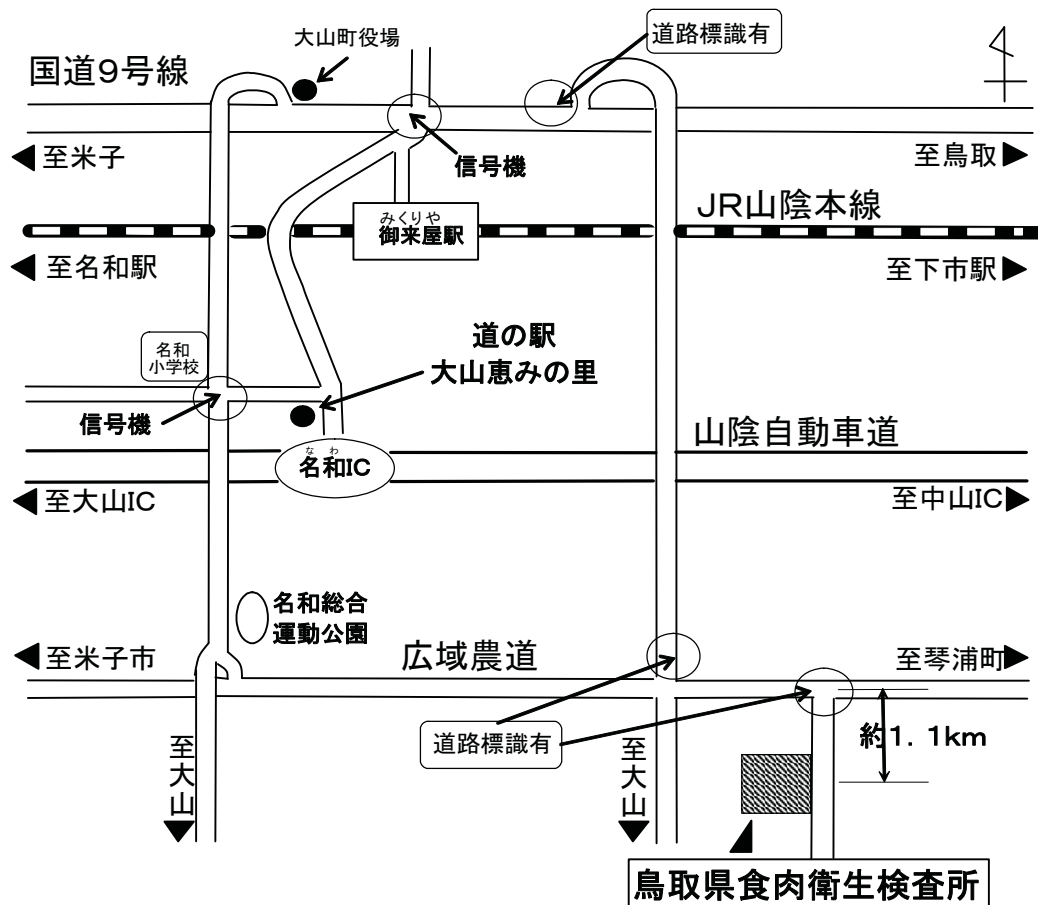 大山町役場
道路標識有
国道9号線
至米子
信号機
至鳥取
JR山陰本線
みくりや
御来屋駅
至名和駅
至下市駅
名和
小学校
道の駅
大山恵みの里
信号機
山陰自動車道
なわ
名和IC
至大山IC
至中山IC
名和総合
運動公園
至米子市
広域農道
至琴浦町
道路標識有
約1．1km
至大山
至大山
鳥取県食肉衛生検査所